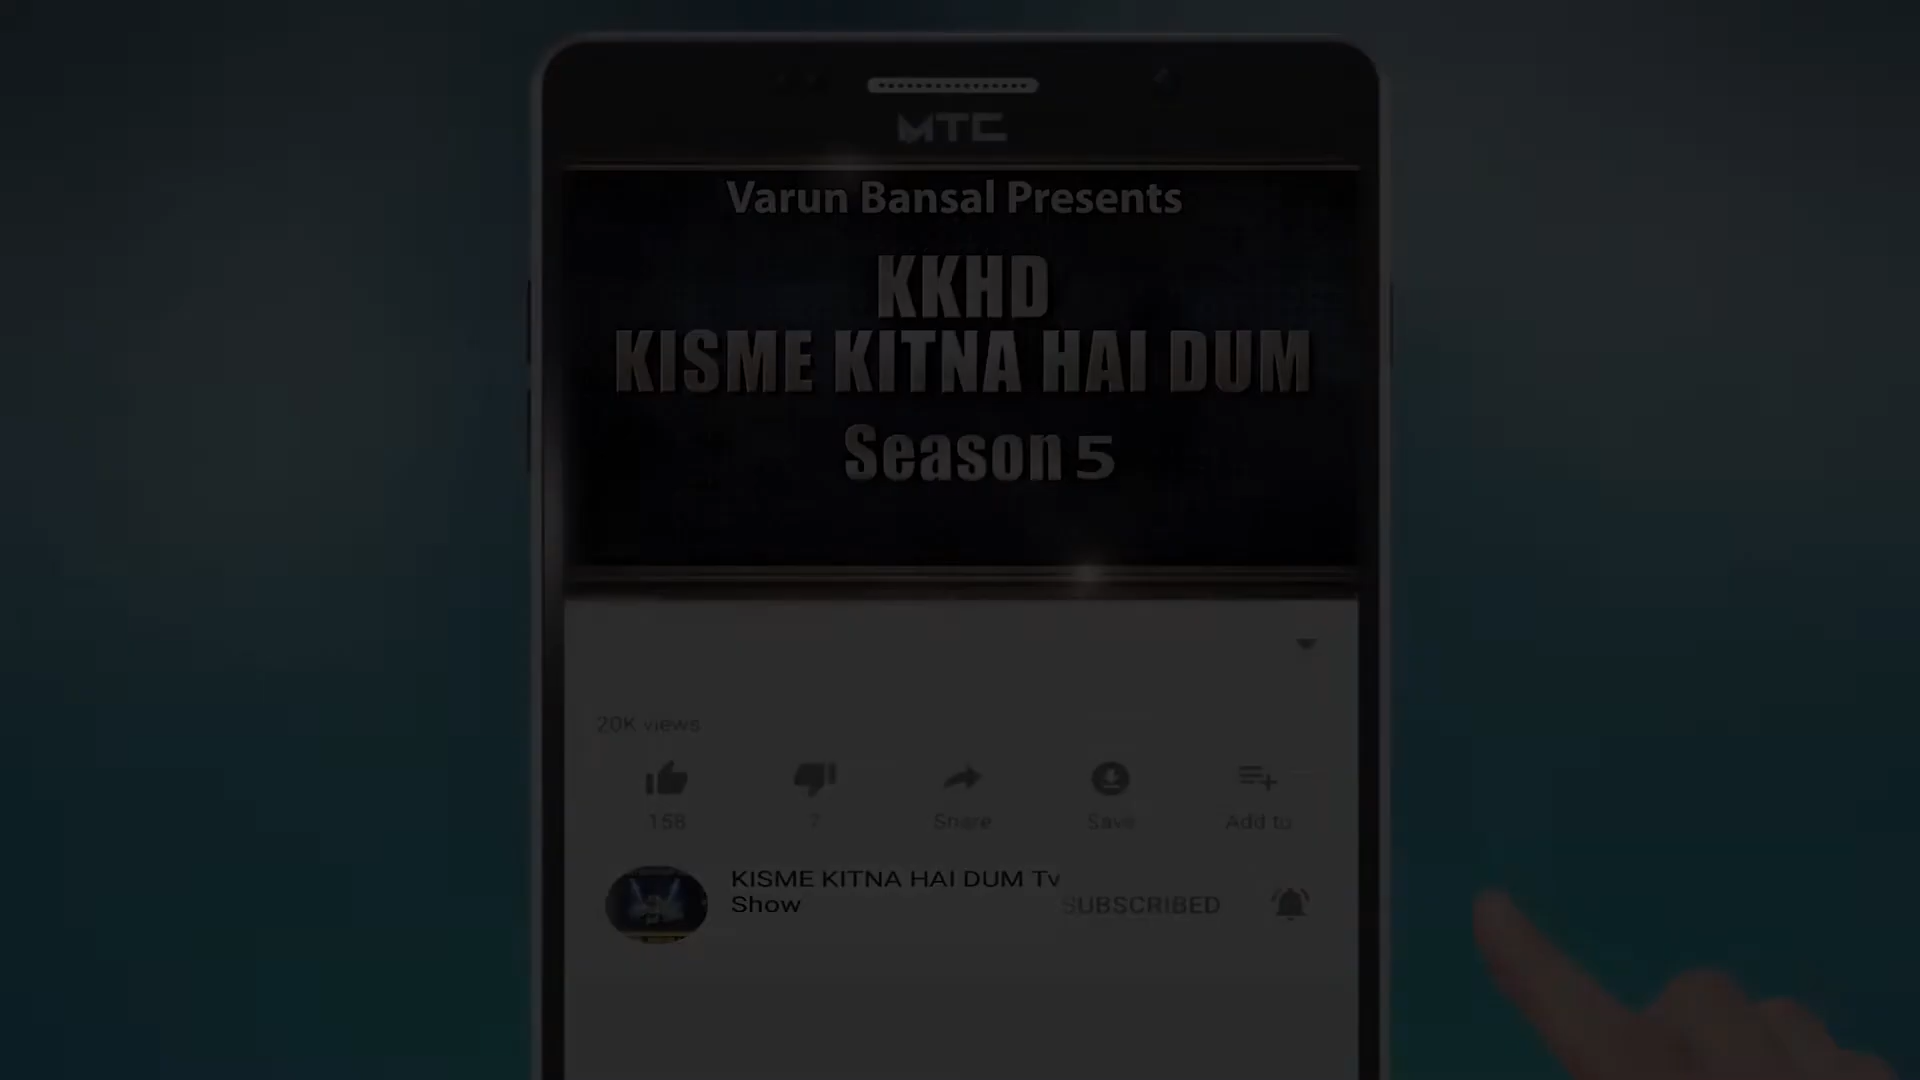 MTC
Varun Bansal Presents
KKHD
KISME KITNA HAI DUM
Season 5
20K views
158
7
Share
Save
Add to
KISME KITNA HAI DUM Tv
Show
SUBSCRIBED